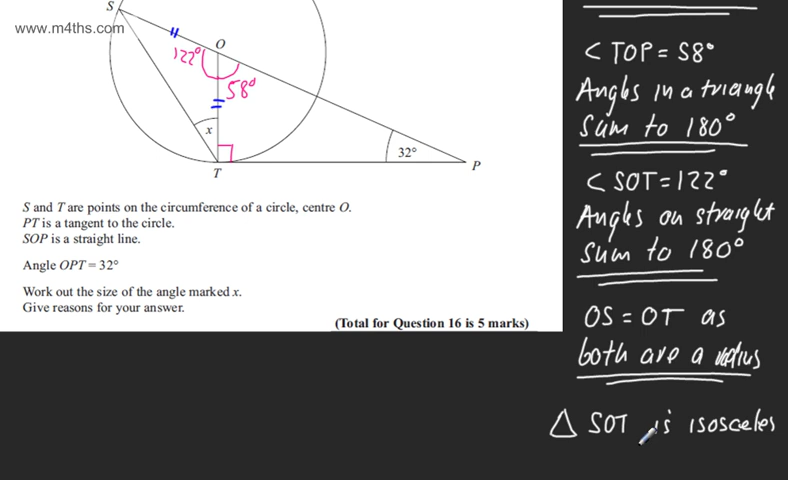 S
www.m4ths.com
O
122°
58°
x
32°
T
P
S and T are points on the circumference of a circle, centre O.
PT is a tangent to the circle.
SOP is a straight line.
Angle OPT = 32°
Work out the size of the angle marked x.
Give reasons for your answer.
(Total for Question 16 is 5 marks)
< TOP = 58°
Angles in a triangle
sum to 180°
< SOT = 122°
Angles on straight
sum to 180°
OS = OT as
both are a radius
△ SOT is isosceles